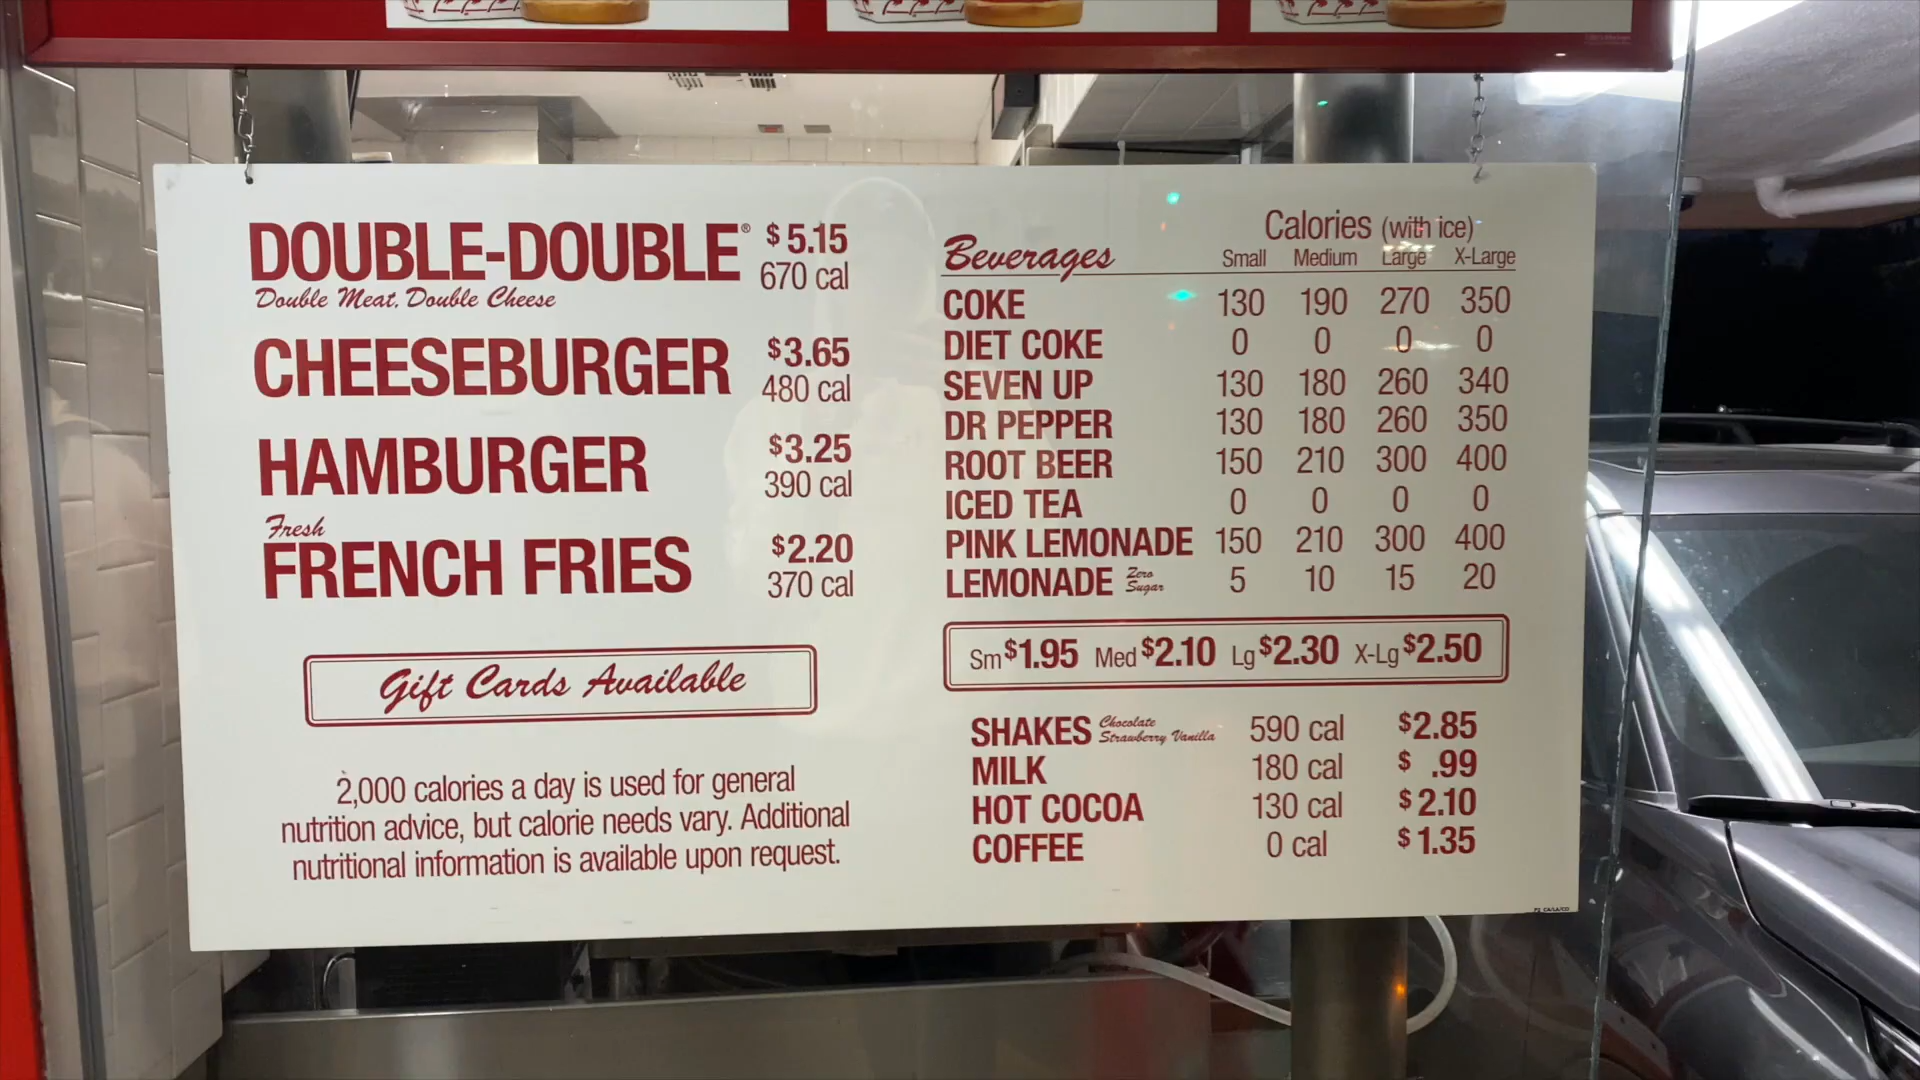 DOUBLE-DOUBLE® $5.15
Double Meat, Double Cheese 670 cal
CHEESEBURGER $3.65
480 cal
HAMBURGER $3.25
390 cal
Fresh
FRENCH FRIES $2.20
370 cal
Gift Cards Available
2,000 calories a day is used for general
nutrition advice, but calorie needs vary. Additional
nutritional information is available upon request.
Calories (with ice)
Beverages Small Medium Large X-Large
COKE 130 190 270 350
DIET COKE 0 0 0 0
SEVEN UP 130 180 260 340
DR PEPPER 130 180 260 350
ROOT BEER 150 210 300 400
ICED TEA 0 0 0 0
PINK LEMONADE 150 210 300 400
LEMONADE Zero Sugar 5 10 15 20
Sm $1.95 Med $2.10 Lg $2.30 X-Lg $2.50
SHAKES Chocolate Strawberry Vanilla 590 cal $2.85
MILK 180 cal $ .99
HOT COCOA 130 cal $2.10
COFFEE 0 cal $1.35